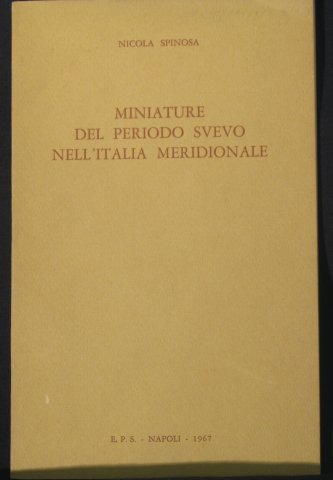 NICOLA SPINOSA
MINIATURE
DEL PERIODO SVEVO
NELL'ITALIA MERIDIONALE
E. P. S. - NAPOLI - 1967